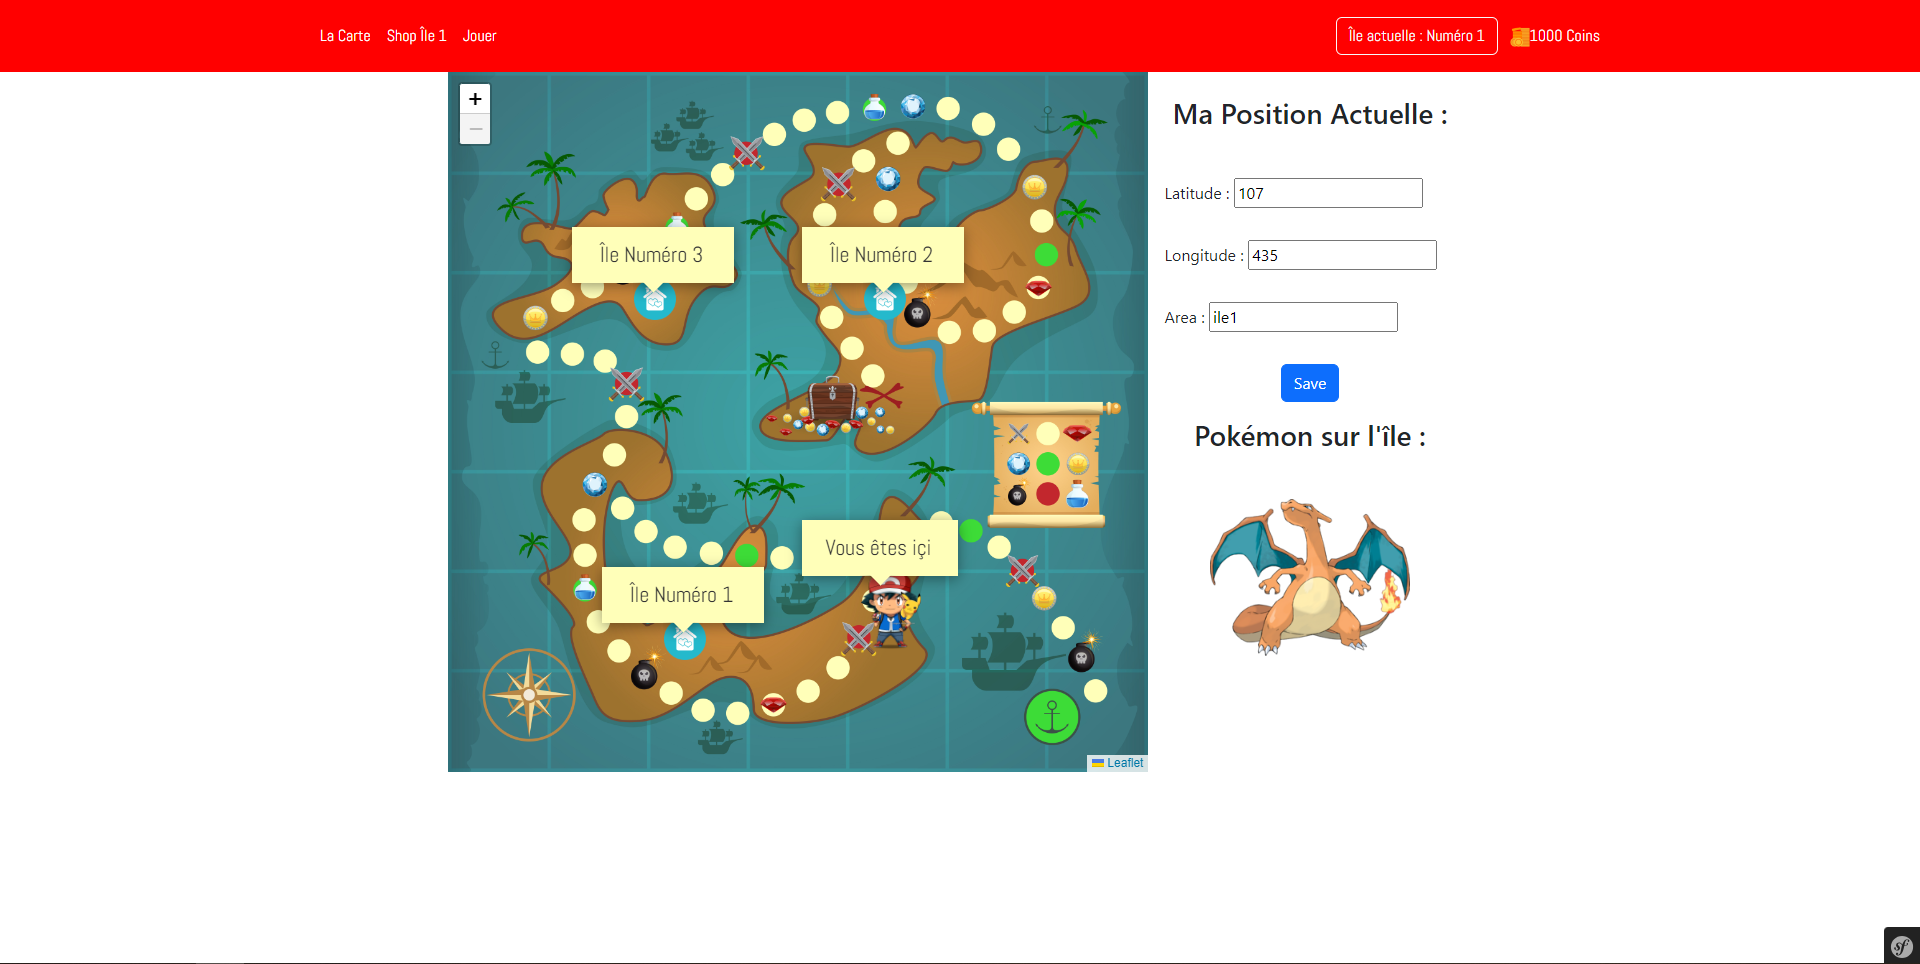 La Carte Shop Île 1 Jouer
Île actuelle : Numéro 1 1000 Coins
+
−
Île Numéro 3
Île Numéro 2
Vous êtes içi
Île Numéro 1
Leaflet
Ma Position Actuelle :
Latitude : 107
Longitude : 435
Area : ile1
Save
Pokémon sur l'île :
sf